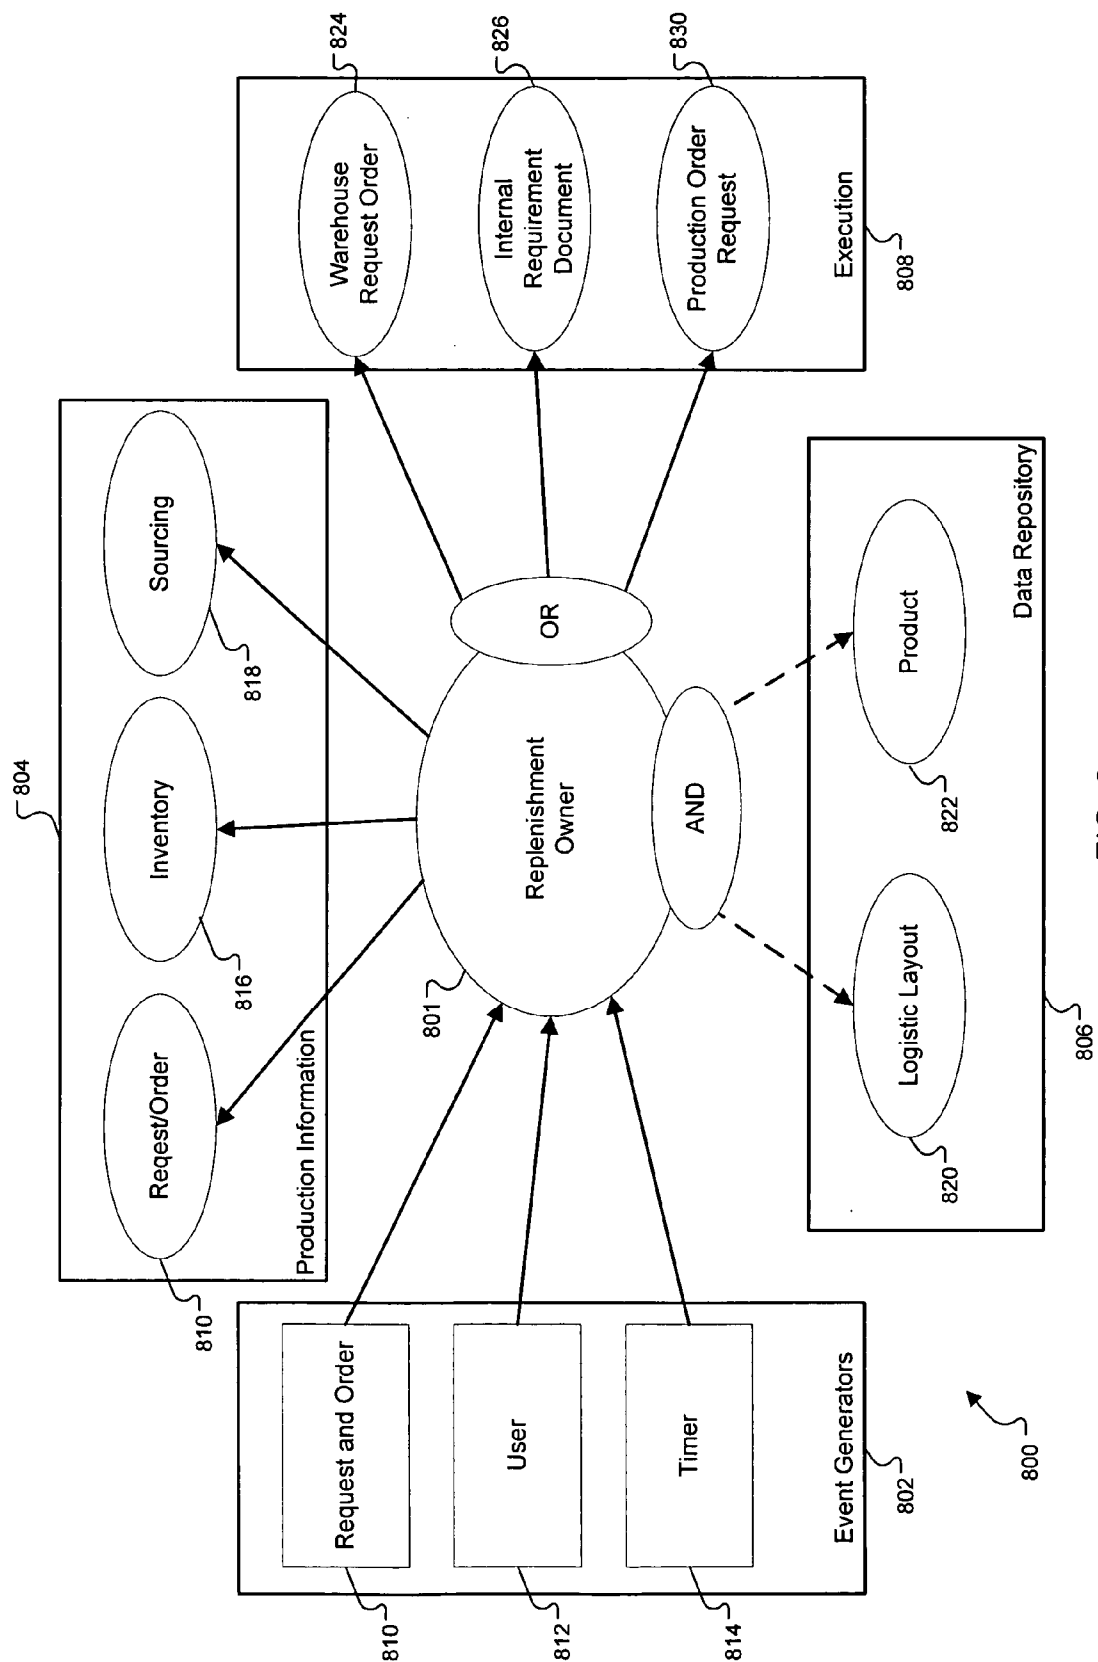 804
Reqest/Order
Inventory
Sourcing
810
816
818
Production Information
Request and Order
User
Timer
Event Generators
810
812
814
802
801
Replenishment
Owner
OR
AND
Warehouse
Request Order
Internal
Requirement
Document
Production Order
Request
Execution
824
826
830
808
Logistic Layout
Product
820
822
Data Repository
806
800